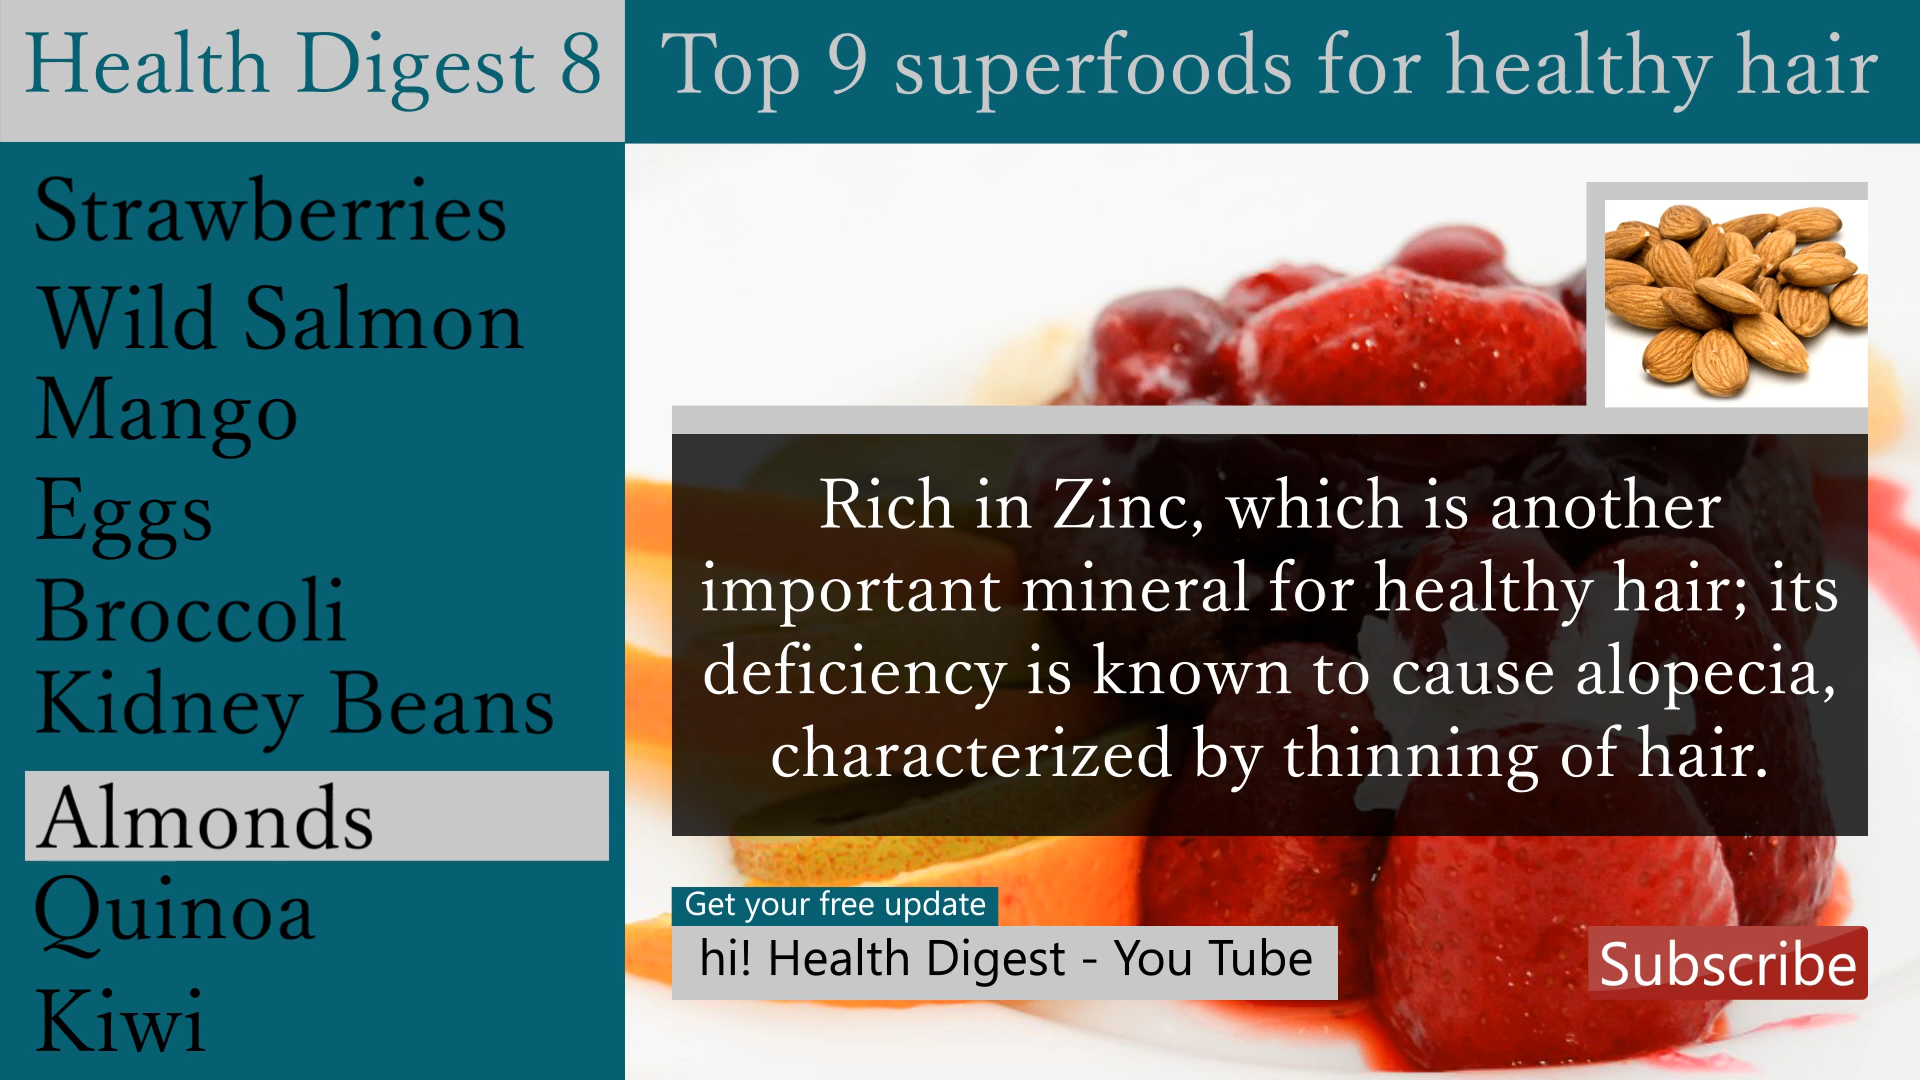 Health Digest 8
Top 9 superfoods for healthy hair
Strawberries
Wild Salmon
Mango
Eggs
Broccoli
Kidney Beans
Almonds
Quinoa
Kiwi
Rich in Zinc, which is another
important mineral for healthy hair; its
deficiency is known to cause alopecia,
characterized by thinning of hair.
Get your free update
hi! Health Digest - You Tube
Subscribe